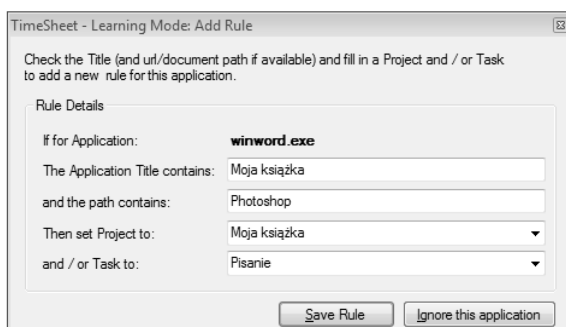 TimeSheet - Learning Mode: Add Rule
Check the Title (and url/document path if available) and fill in a Project and / or Task
to add a new rule for this application.
Rule Details
If for Application: winword.exe
The Application Title contains: Moja książka
and the path contains: Photoshop
Then set Project to: Moja książka
and / or Task to: Pisanie
Save Rule Ignore this application